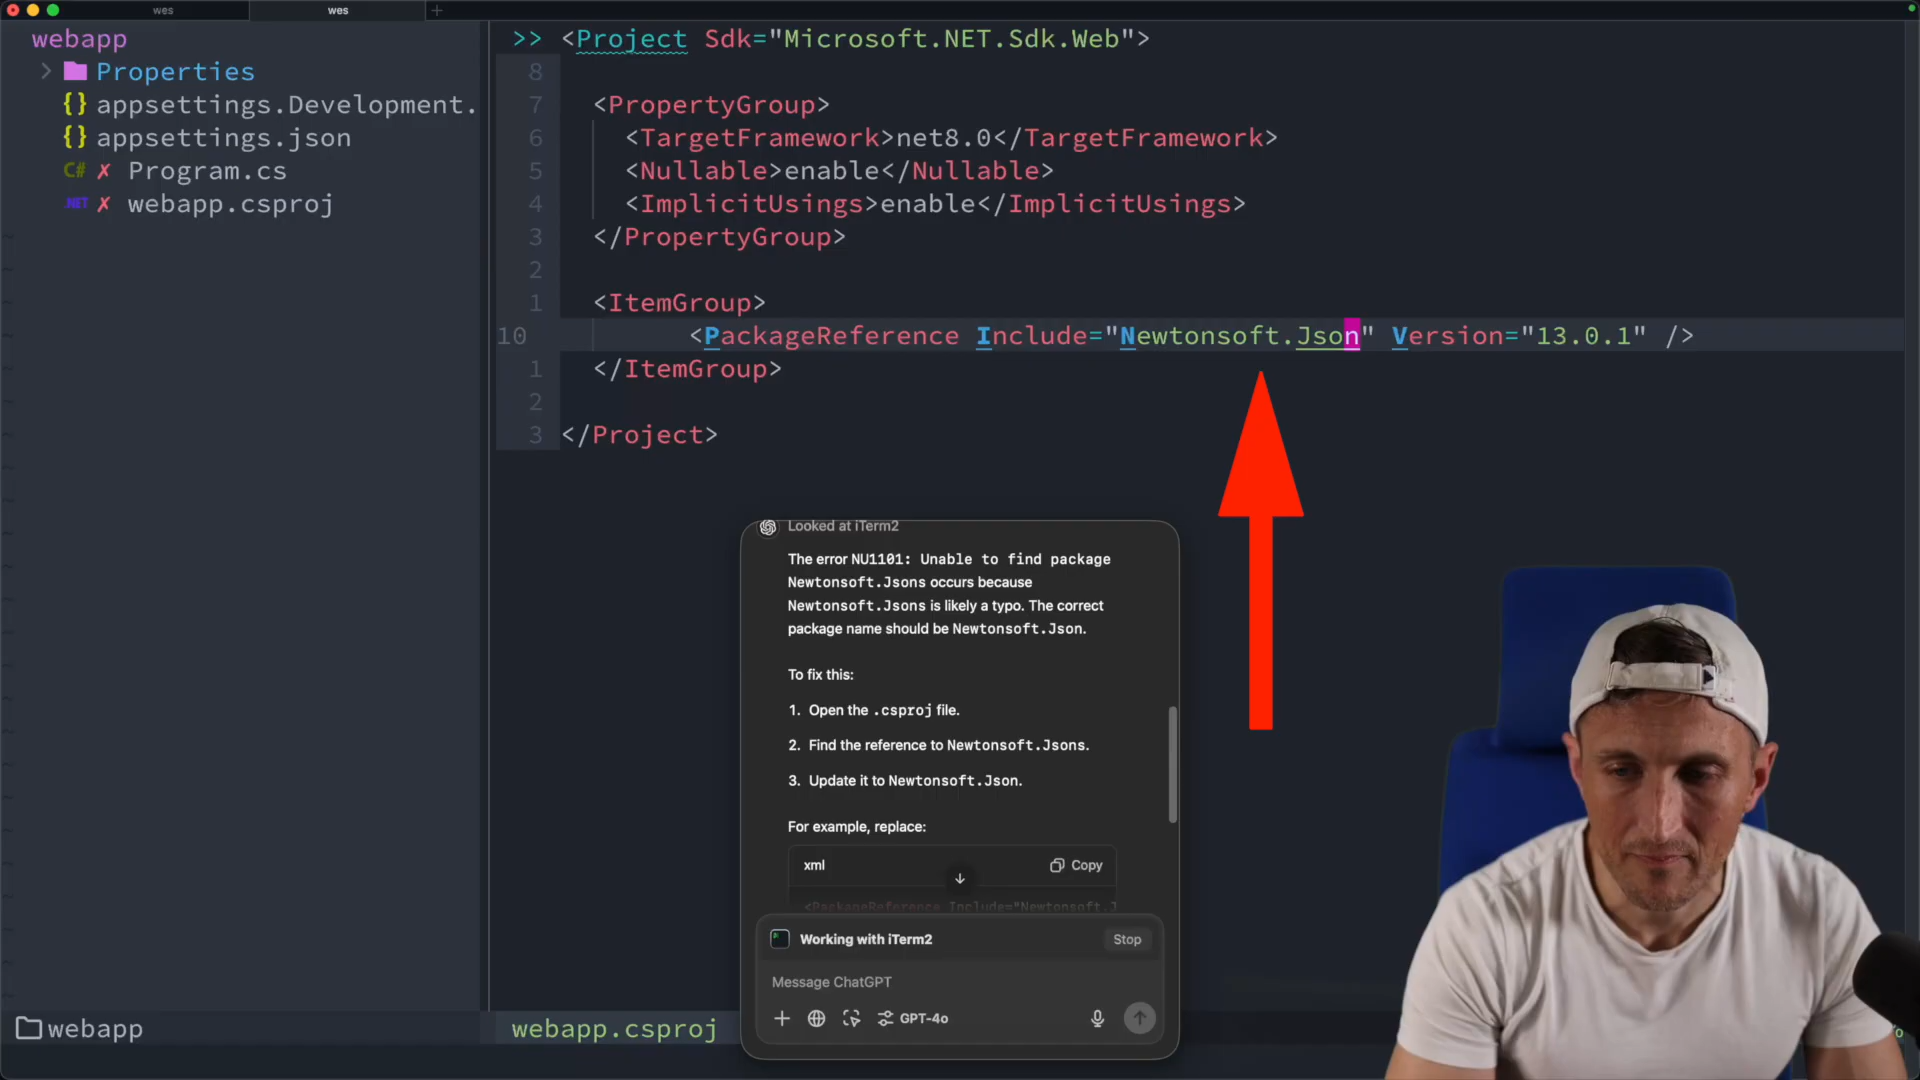 wes
wes
webapp
Properties
appsettings.Development.
{} appsettings.json
C# ✗ Program.cs
.NET ✗ webapp.csproj
>> <Project Sdk="Microsoft.NET.Sdk.Web">
8
7 <PropertyGroup>
6 <TargetFramework>net8.0</TargetFramework>
5 <Nullable>enable</Nullable>
4 <ImplicitUsings>enable</ImplicitUsings>
3 </PropertyGroup>
2
1 <ItemGroup>
10 <PackageReference Include="Newtonsoft.Json" Version="13.0.1" />
1 </ItemGroup>
2
3 </Project>
Looked at iTerm2
The error NU1101: Unable to find package
Newtonsoft.Jsons occurs because
Newtonsoft.Jsons is likely a typo. The correct
package name should be Newtonsoft.Json.
To fix this:
1. Open the .csproj file.
2. Find the reference to Newtonsoft.Jsons.
3. Update it to Newtonsoft.Json.
For example, replace:
xml
Copy
<PackageReference Include="Newtonsoft.J
Working with iTerm2
Stop
Message ChatGPT
GPT-4o
webapp
webapp.csproj